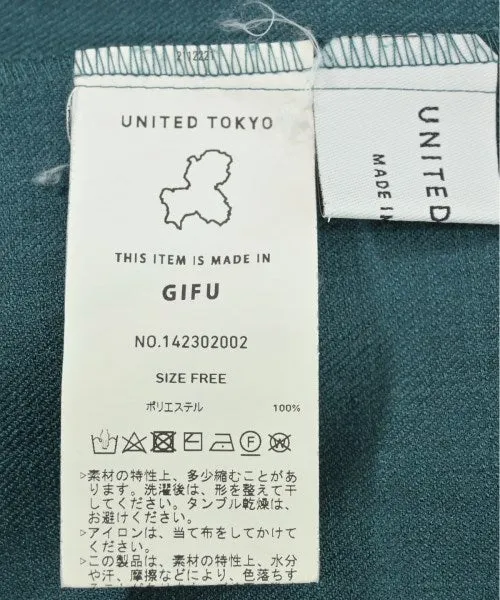 UNITED TOKYO
THIS ITEM IS MADE IN
GIFU
NO.142302002
SIZE FREE
ポリエステル 100%
>素材の特性上、多少縮むことがあ
ります。洗濯後は、形を整えて干
してください。タンブル乾燥は、
お避けください。
>アイロンは、当て布をしてかけて
ください。
>この製品は、素材の特性上、水分
や汗、摩擦などにより、色落ちす
UNITED
MADE IN